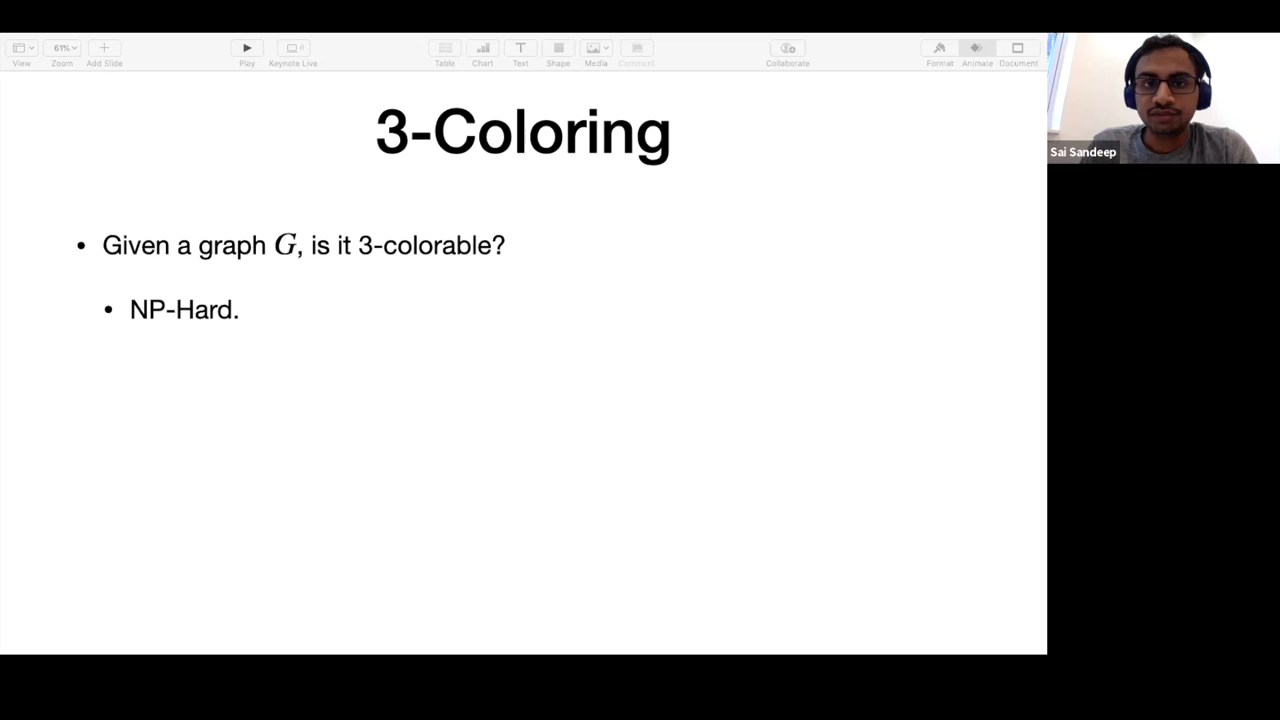 61%
View Zoom Add Slide Play Keynote Live Table Chart Text Shape Media Comment Collaborate Format Animate Document
3-Coloring
• Given a graph G, is it 3-colorable?
• NP-Hard.
Sai Sandeep